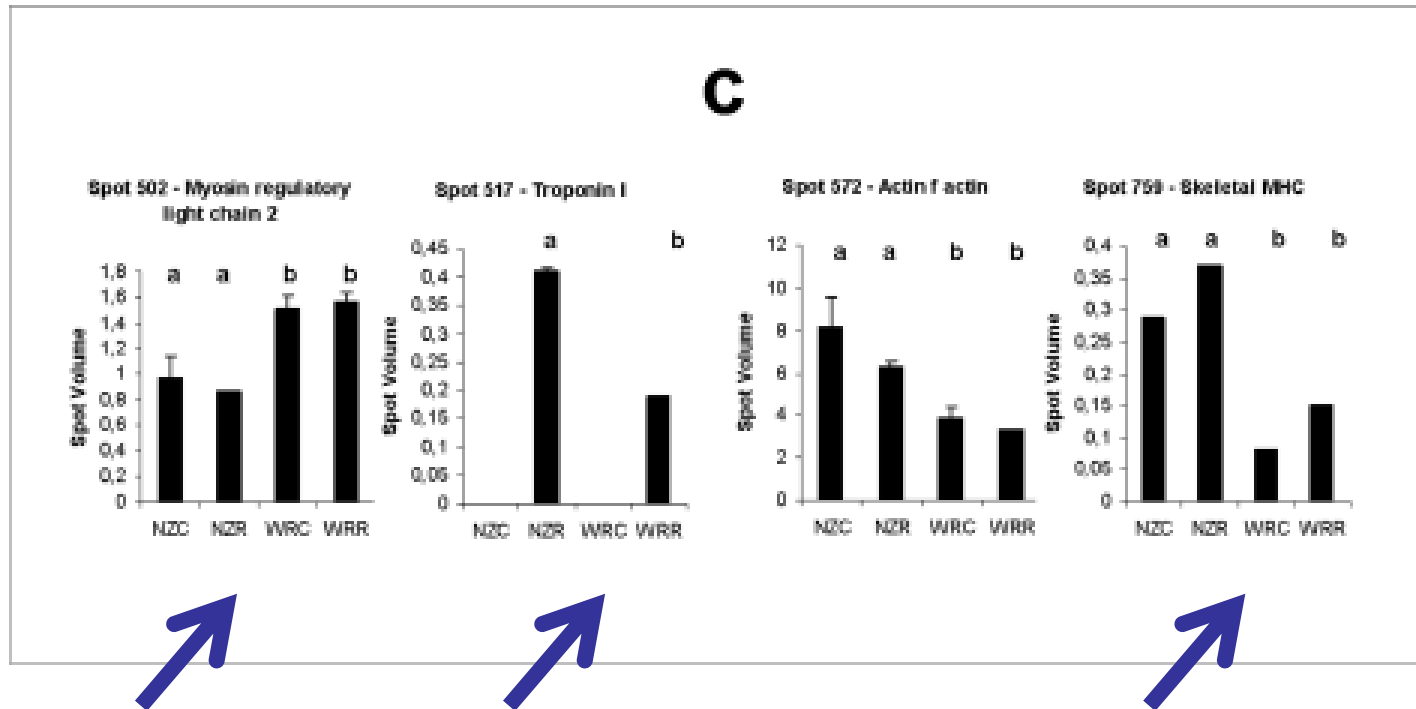 C
Spot 502 - Myosin regulatory
light chain 2
a a b b
1,8
1,6
1,4
1,2
1
0,8
0,6
0,4
0,2
0
Spot Volume
NZC NZR WRC WRR
Spot 517 - Troponin I
a b
0,45
0,4
0,35
0,3
0,25
0,2
0,15
0,1
0,05
0
Spot Volume
NZC NZR WRC WRR
Spot 572 - Actin f actin
a a b b
12
10
8
6
4
2
0
Spot Volume
NZC NZR WRC WRR
Spot 759 - Skeletal MHC
a a b b
0,4
0,35
0,3
0,25
0,2
0,15
0,1
0,05
0
Spot Volume
NZC NZR WRC WRR